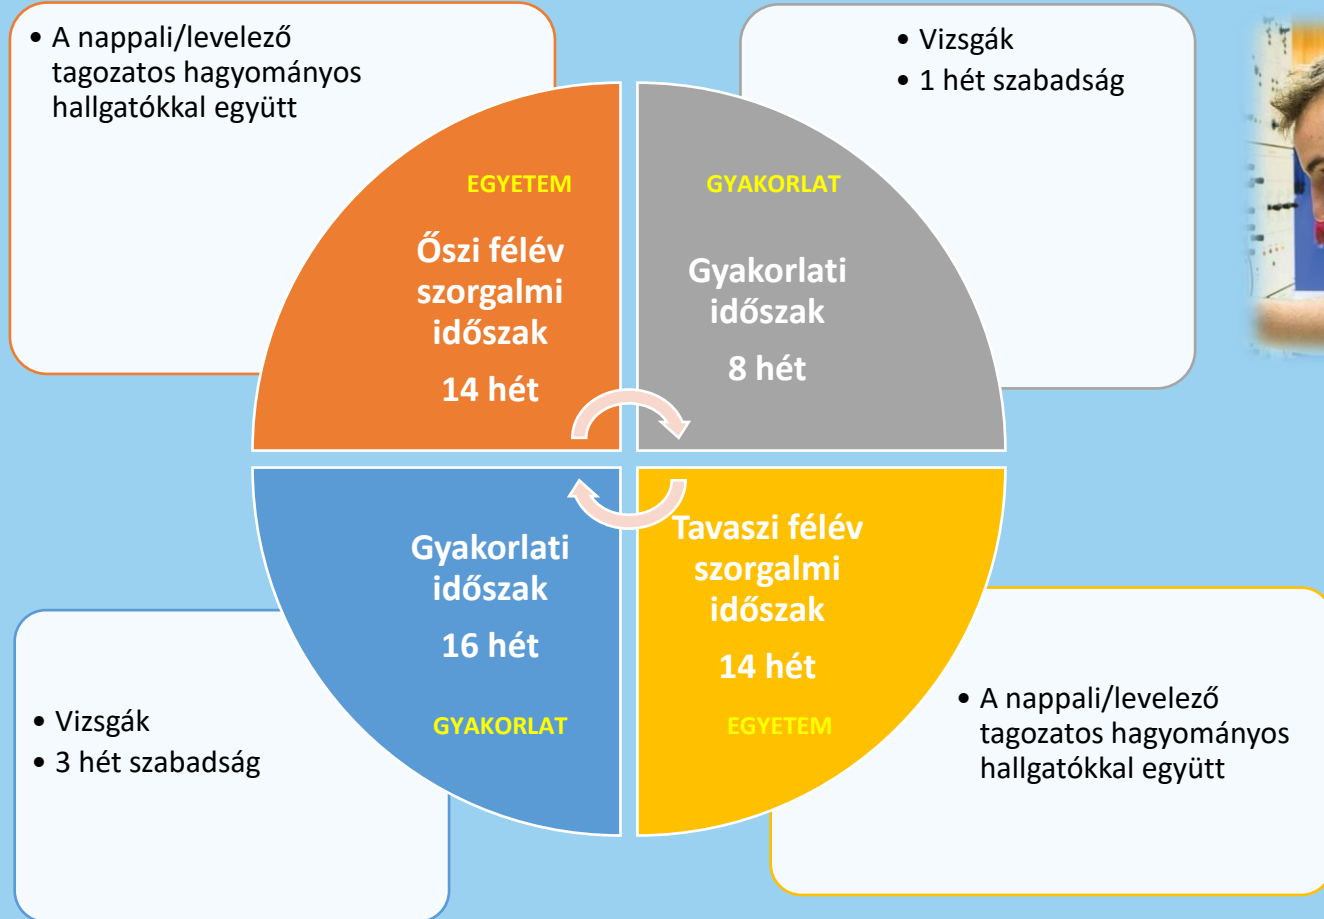 • A nappali/levelező
tagozatos hagyományos
hallgatókkal együtt
EGYETEM
Őszi félév
szorgalmi
időszak
14 hét
• Vizsgák
• 1 hét szabadság
GYAKORLAT
Gyakorlati
időszak
8 hét
Tavaszi félév
szorgalmi
időszak
14 hét
EGYETEM
• A nappali/levelező
tagozatos hagyományos
hallgatókkal együtt
Gyakorlati
időszak
16 hét
GYAKORLAT
• Vizsgák
• 3 hét szabadság